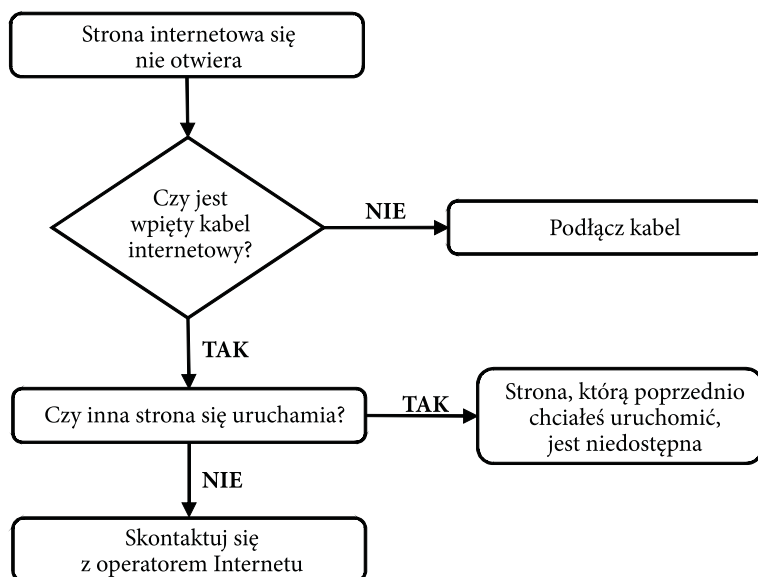 Strona internetowa się
nie otwiera
Czy jest
wpięty kabel
internetowy?
NIE
Podłącz kabel
TAK
Czy inna strona się uruchamia?
TAK
Strona, którą poprzednio
chciałeś uruchomić,
jest niedostępna
NIE
Skontaktuj się
z operatorem Internetu